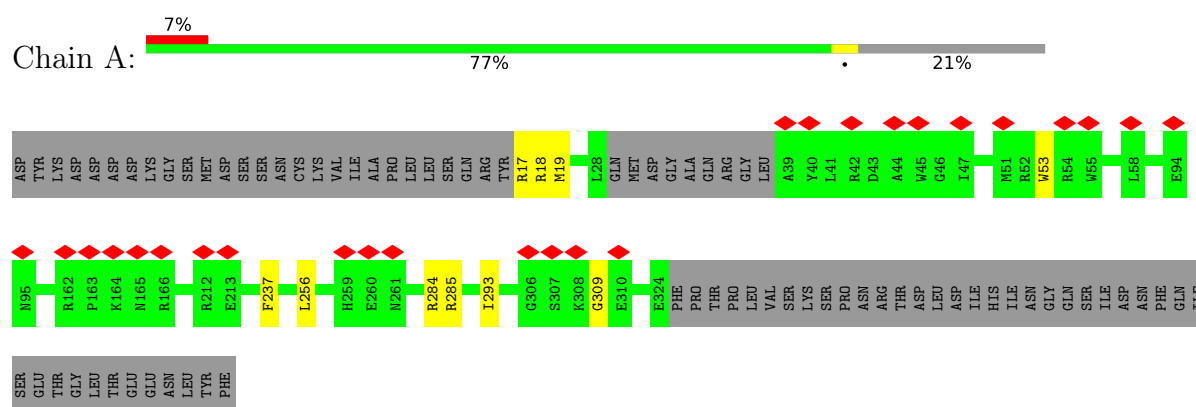 7%
Chain A:
77% • 21%
ASP TYR LYS ASP ASP ASP ASP LYS GLY SER MET ASP SER SER ASN CYS LYS VAL ILE ALA PRO LEU LEU SER GLN ARG TYR R17 R18 M19 L28 GLN MET ASP GLY ALA GLN ARG GLY LEU A39 Y40 L41 R42 D43 A44 W45 G46 I47 M51 R52 W53 R54 W55 L58 E94
N95 R162 P163 K164 N165 R166 R212 E213 F237 L256 H259 E260 N261 R284 R285 I293 G306 S307 K308 G309 E310 E324 PHE PRO THR PRO LEU VAL SER LYS SER PRO ASN ARG THR ASP LEU ASP ILE HIS ILE ASN GLY GLN SER ILE ASP ASN PHE GLN
SER GLU THR GLY LEU THR GLU GLU ASN LEU TYR PHE